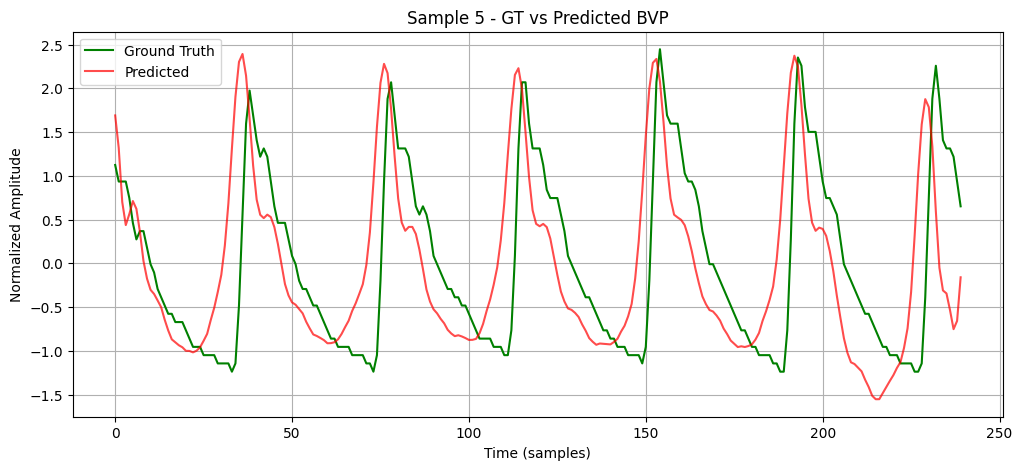 Sample 5 - GT vs Predicted BVP
Ground Truth
Predicted
Normalized Amplitude
2.5
2.0
1.5
1.0
0.5
0.0
−0.5
−1.0
−1.5
0 50 100 150 200 250
Time (samples)